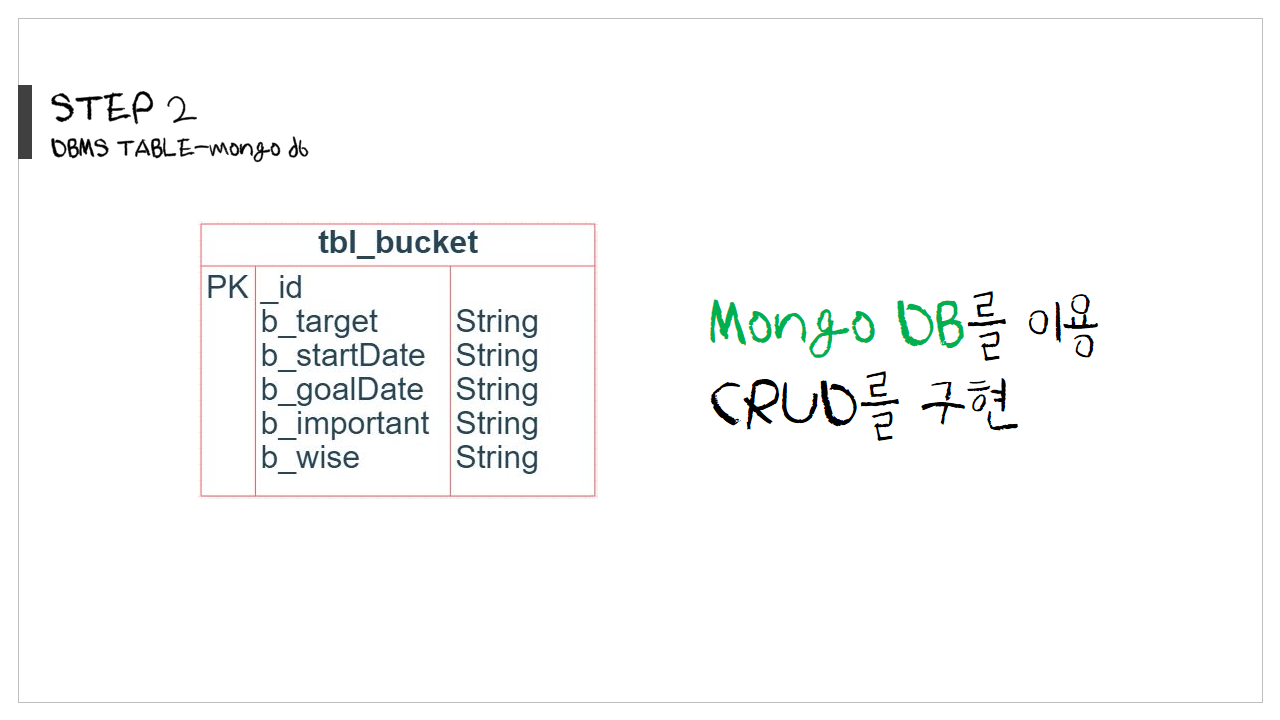 STEP 2
DBMS TABLE-mongo db
tbl_bucket
PK _id
b_target String
b_startDate String
b_goalDate String
b_important String
b_wise String
Mongo DB를 이용
CRUD를 구현